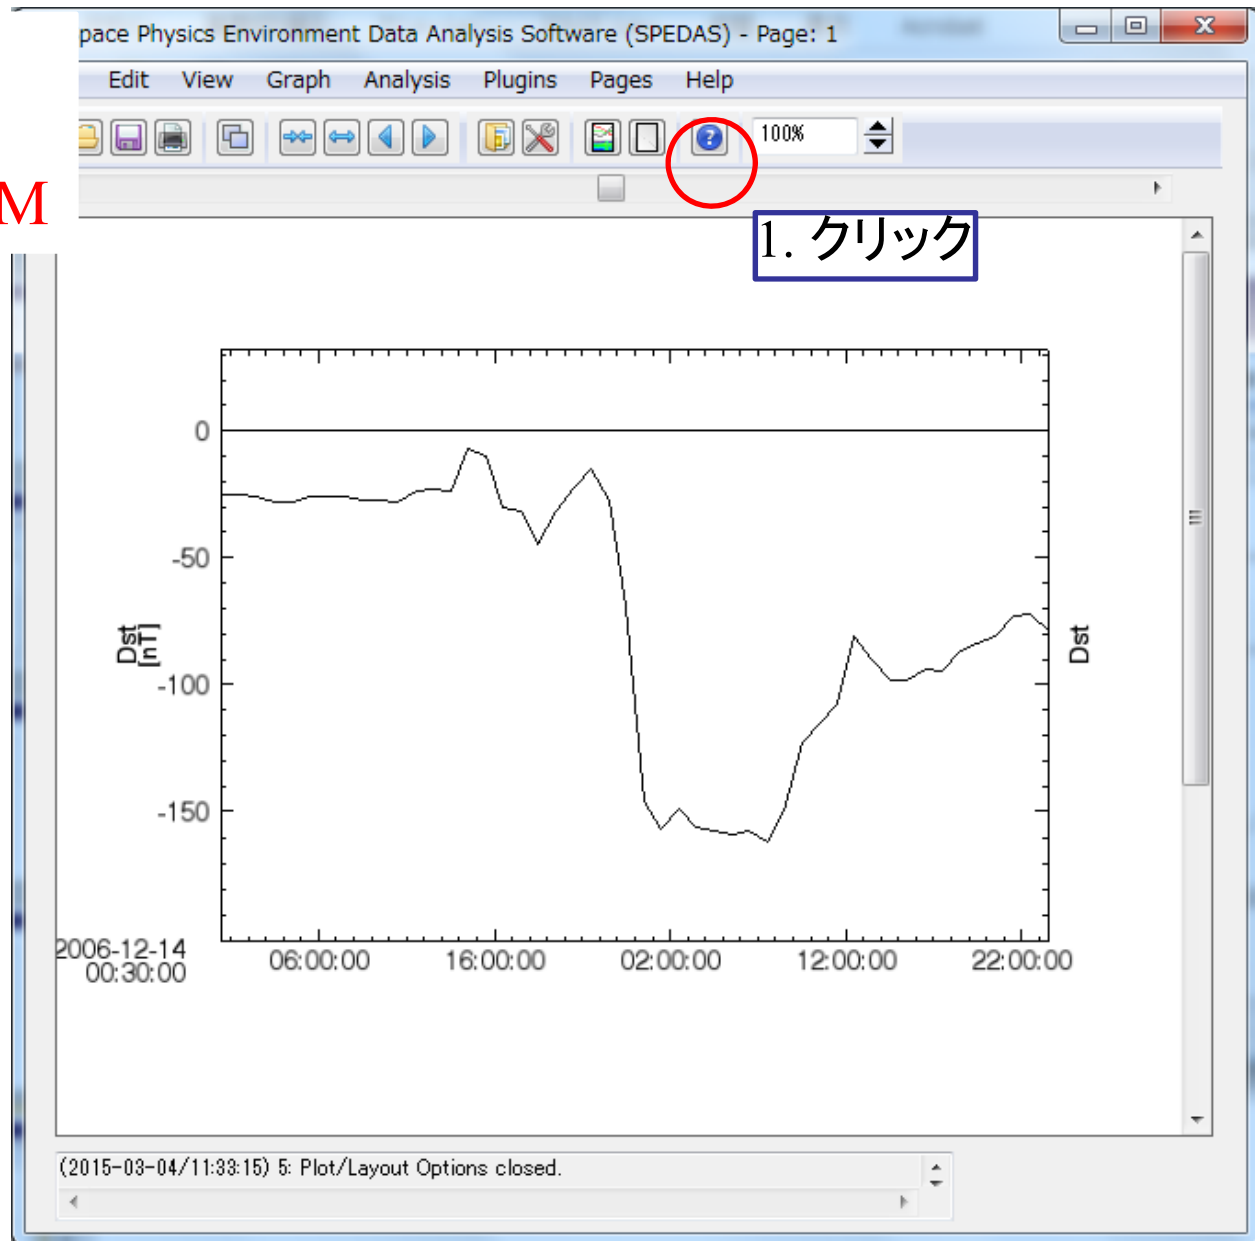 pace Physics Environment Data Analysis Software (SPEDAS) - Page: 1
Edit View Graph Analysis Plugins Pages Help
100%
M
1. クリック
0
-50
-100
-150
Dst
[nT]
Dst
2006-12-14
00:30:00
06:00:00 16:00:00 02:00:00 12:00:00 22:00:00
(2015-03-04/11:33:15) 5: Plot/Layout Options closed.